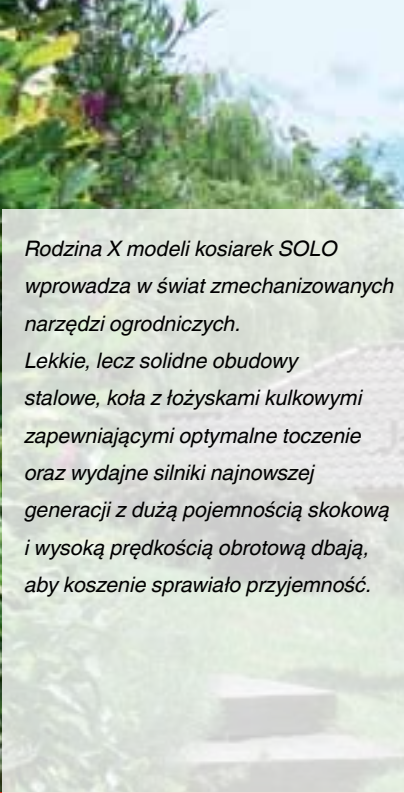 Rodzina X modeli kosiarek SOLO
wprowadza w świat zmechanizowanych
narzędzi ogrodniczych.
Lekkie, lecz solidne obudowy
stalowe, koła z łożyskami kulkowymi
zapewniającymi optymalne toczenie
oraz wydajne silniki najnowszej
generacji z dużą pojemnością skokową
i wysoką prędkością obrotową dbają,
aby koszenie sprawiało przyjemność.